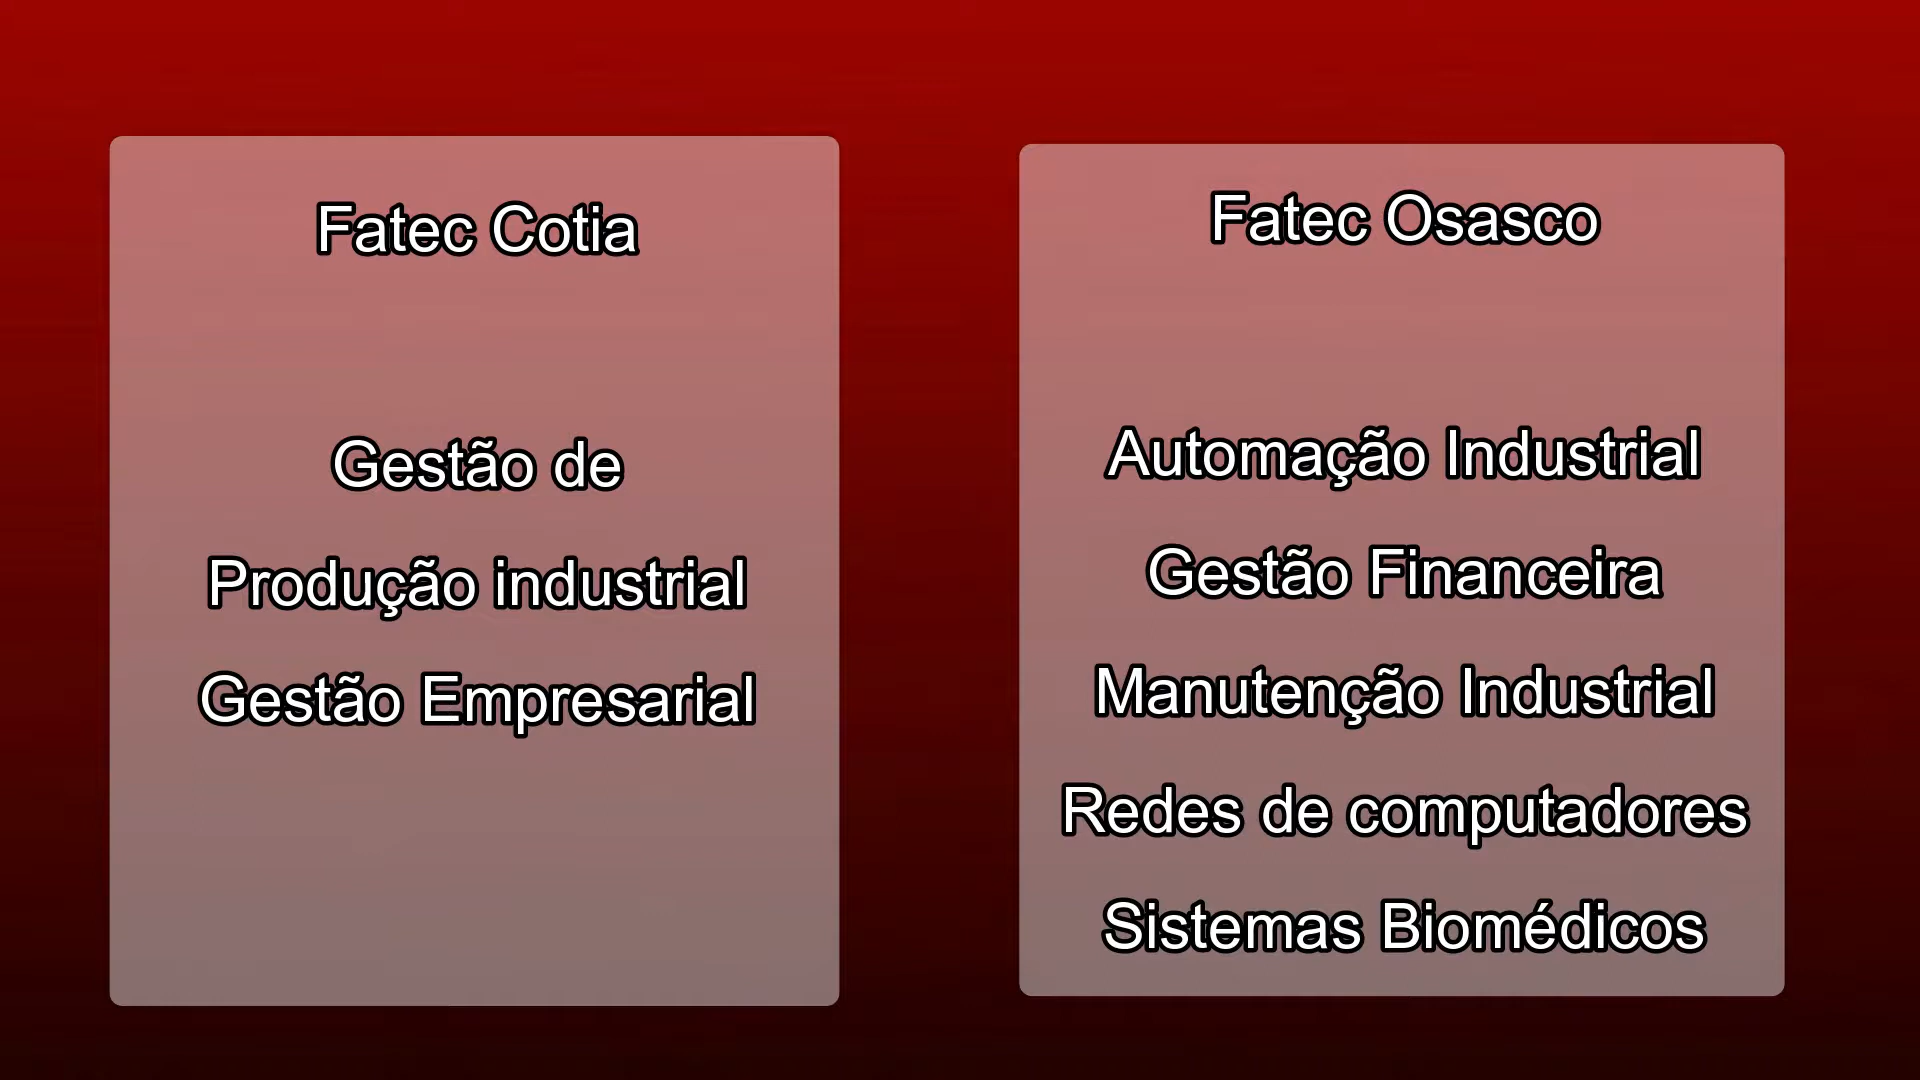 Fatec Cotia
Gestão de
Produção industrial
Gestão Empresarial
Fatec Osasco
Automação Industrial
Gestão Financeira
Manutenção Industrial
Redes de computadores
Sistemas Biomédicos